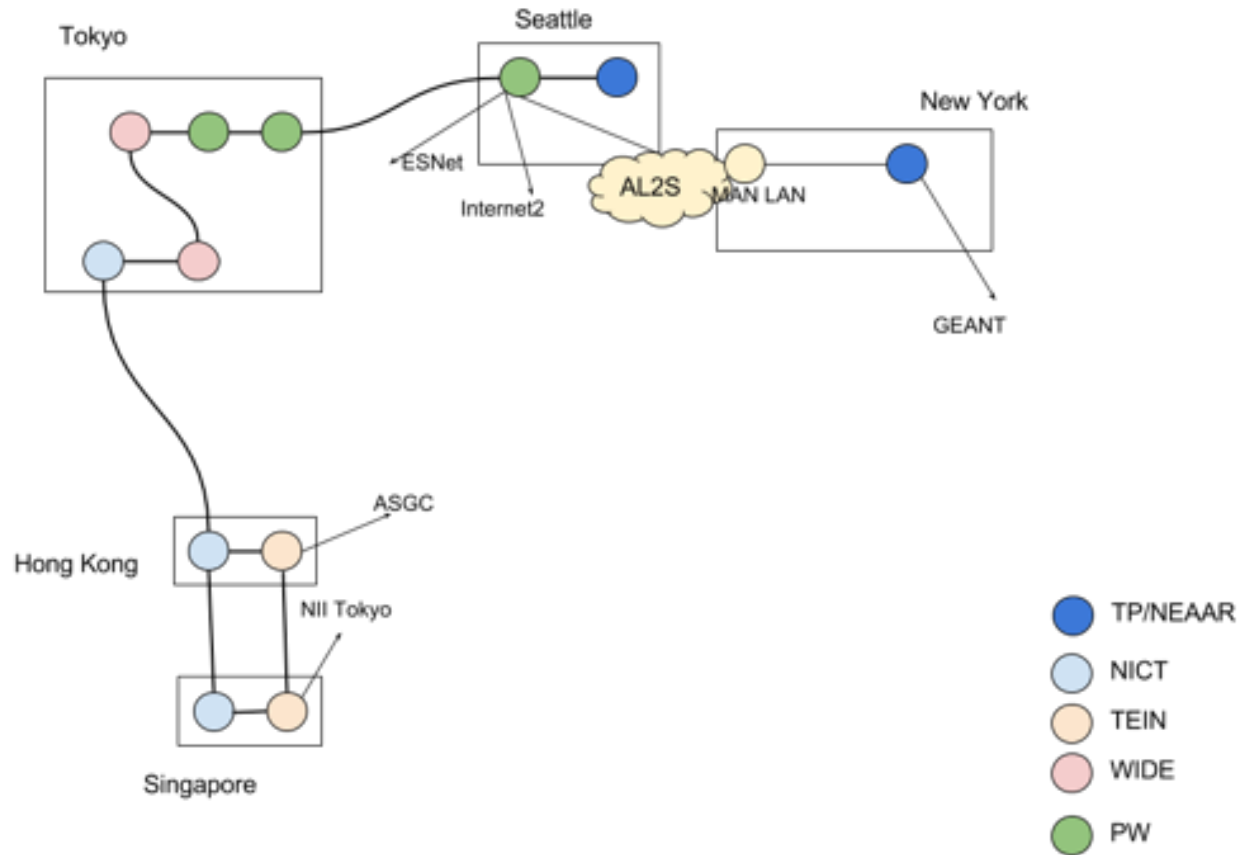 Seattle
Tokyo
New York
ESNet
AL2S
MAN LAN
Internet2
GEANT
ASGC
Hong Kong
NII Tokyo
TP/NEAAR
NICT
TEIN
WIDE
Singapore
PW